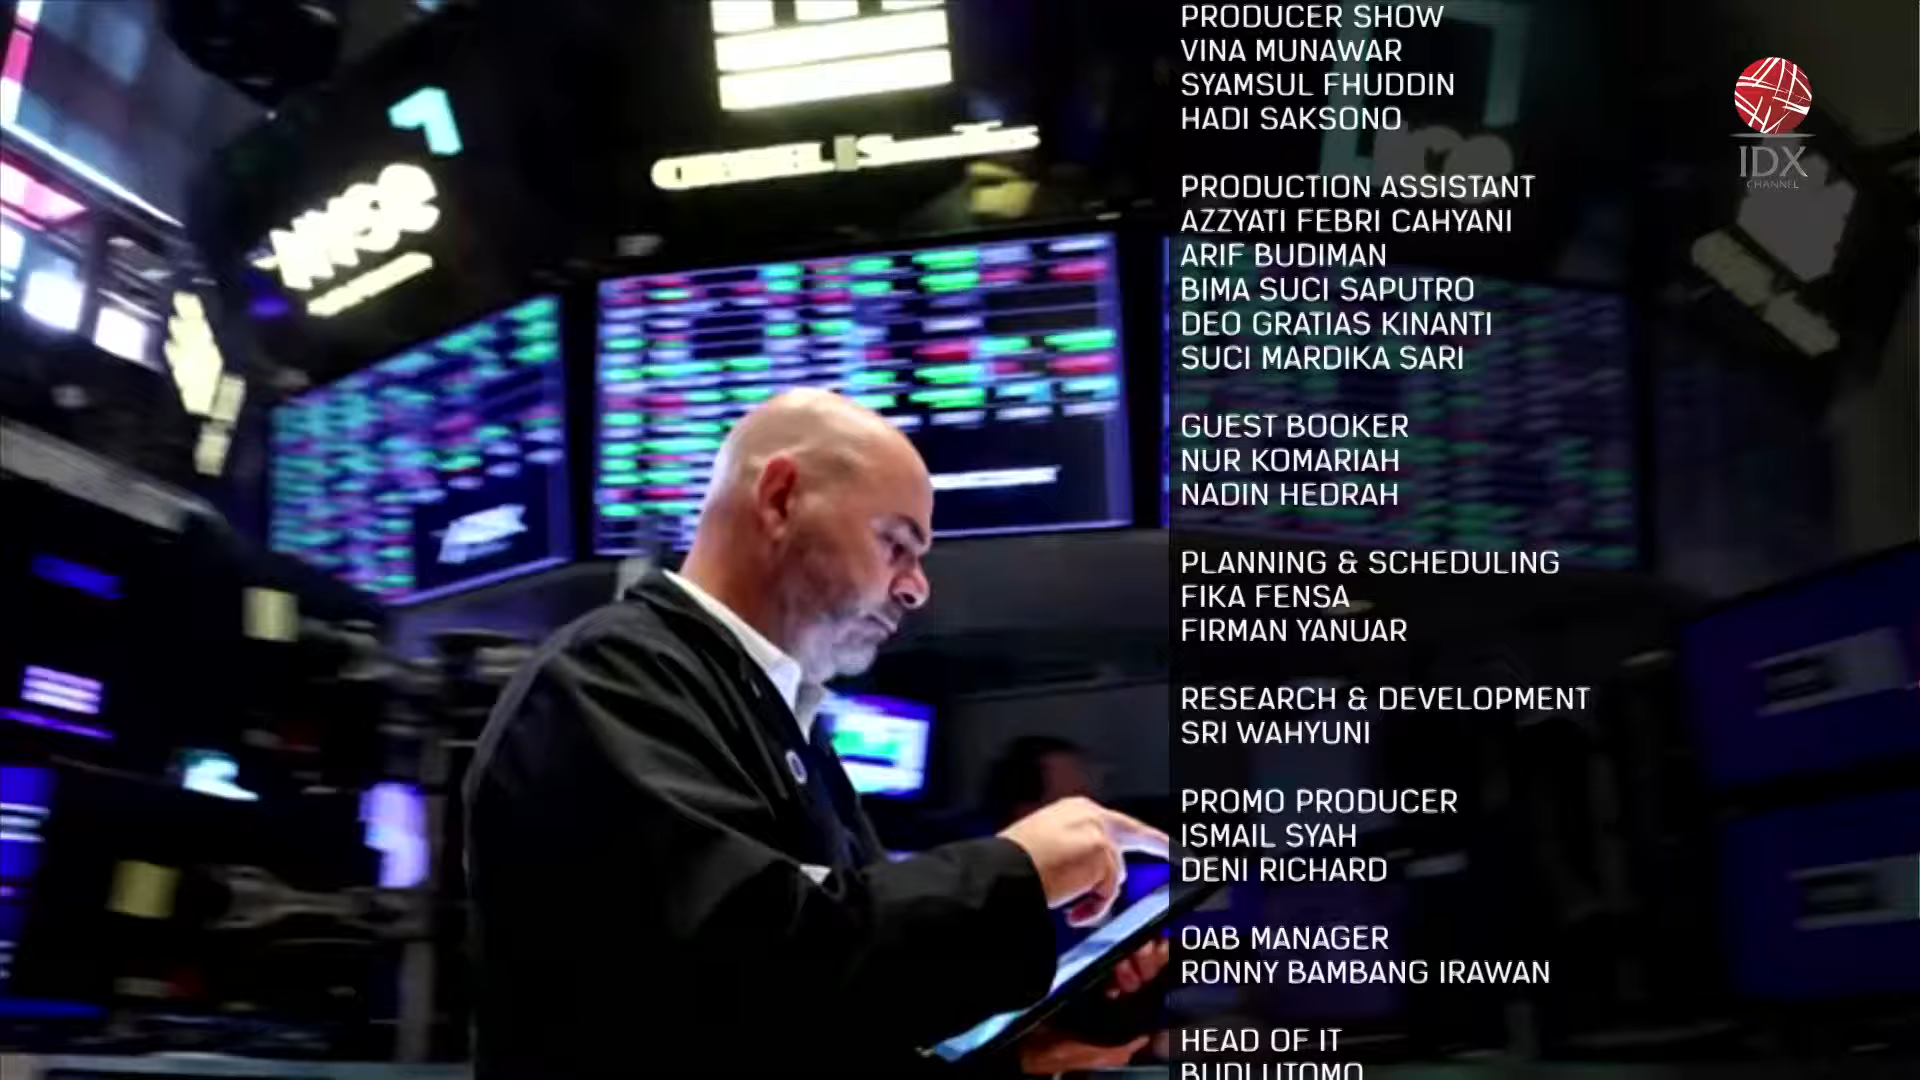 PRODUCER SHOW
VINA MUNAWAR
SYAMSUL FHUDDIN
HADI SAKSONO
PRODUCTION ASSISTANT
AZZYATI FEBRI CAHYANI
ARIF BUDIMAN
BIMA SUCI SAPUTRO
DEO GRATIAS KINANTI
SUCI MARDIKA SARI
GUEST BOOKER
NUR KOMARIAH
NADIN HEDRAH
PLANNING & SCHEDULING
FIKA FENSA
FIRMAN YANUAR
RESEARCH & DEVELOPMENT
SRI WAHYUNI
PROMO PRODUCER
ISMAIL SYAH
DENI RICHARD
OAB MANAGER
RONNY BAMBANG IRAWAN
HEAD OF IT
BUDI UTOMO
IDX
CHANNEL